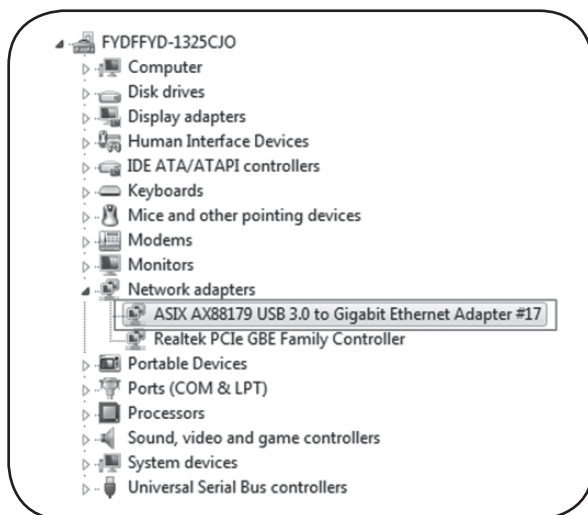 FYDFFYD-1325CJO
Computer
Disk drives
Display adapters
Human Interface Devices
IDE ATA/ATAPI controllers
Keyboards
Mice and other pointing devices
Modems
Monitors
Network adapters
ASIX AX88179 USB 3.0 to Gigabit Ethernet Adapter #17
Realtek PCIe GBE Family Controller
Portable Devices
Ports (COM & LPT)
Processors
Sound, video and game controllers
System devices
Universal Serial Bus controllers